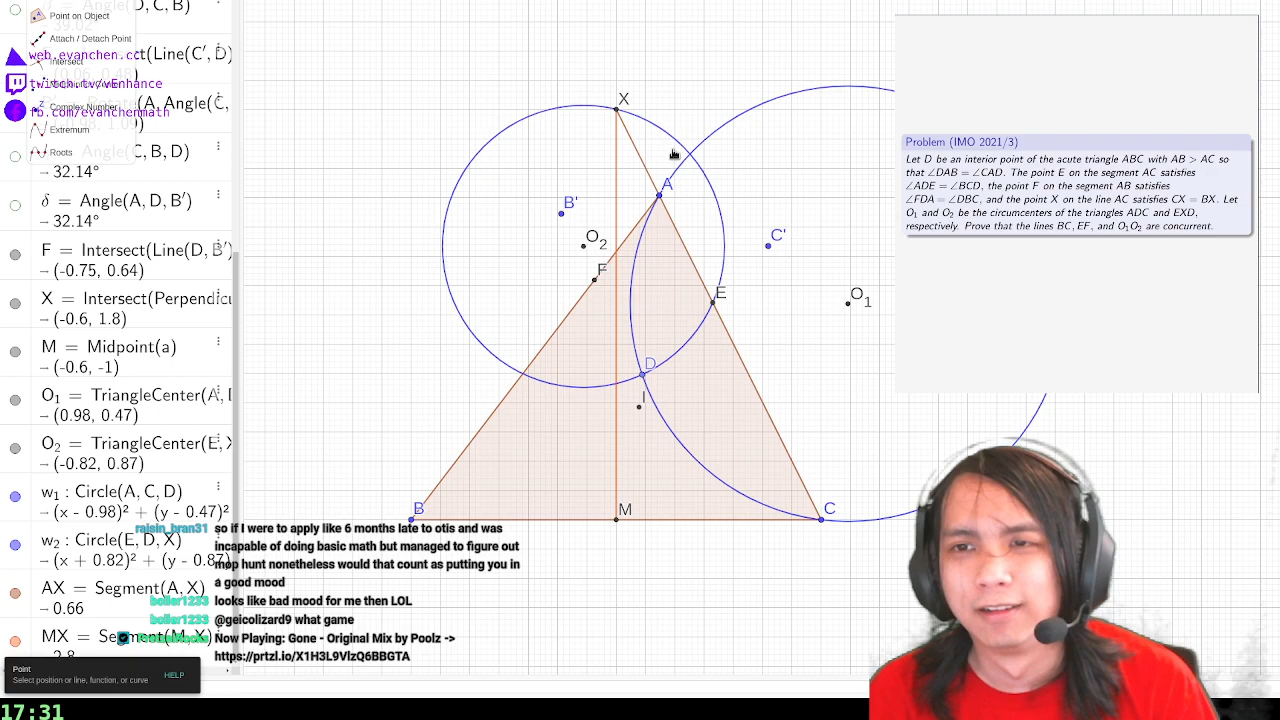 Point on Object
Attach / Detach Point
Intersect
Complex Number
Extremum
Roots
web.evanchen.cc
twitch.tv/vEnhance
fb.com/evanchenmath
Angle(D, C, B)
39.02
32.14°
δ = Angle(A, D, B′)
→ 32.14°
F = Intersect(Line(D, B′)
→ (-0.75, 0.64)
X = Intersect(Perpendicu
→ (-0.6, 1.8)
M = Midpoint(a)
→ (-0.6, -1)
O₁ = TriangleCenter(A,
→ (0.98, 0.47)
O₂ = TriangleCenter(E,
→ (-0.82, 0.87)
w₁ : Circle(A, C, D)
→ (x - 0.98)² + (y - 0.47)²
w₂ : Circle(E, D, X)
→ (x + 0.82)² + (y - 0.87)
AX = Segment(A, X)
→ 0.66
MX = Segment(M, X)
→ 2.8
Point
Select position or line, function, or curve
HELP
17:31
raisin_bran31 so if I were to apply like 6 months late to otis and was
incapable of doing basic math but managed to figure out
mop hunt nonetheless would that count as putting you in
a good mood
boiler1233 looks like bad mood for me then LOL
boiler1233 @geicolizard9 what game
Now Playing: Gone - Original Mix by Poolz ->
https://prtzl.io/X1H3L9VlzQ6BBGTA
X
A
B'
O₂
C'
F
E
O₁
D
I
B
M
C
Problem (IMO 2021/3)
Let D be an interior point of the acute triangle ABC with AB > AC so
that ∠DAB = ∠CAD. The point E on the segment AC satisfies
∠ADE = ∠BCD, the point F on the segment AB satisfies
∠FDA = ∠DBC, and the point X on the line AC satisfies CX = BX. Let
O₁ and O₂ be the circumcenters of the triangles ADC and EXD,
respectively. Prove that the lines BC, EF, and O₁O₂ are concurrent.